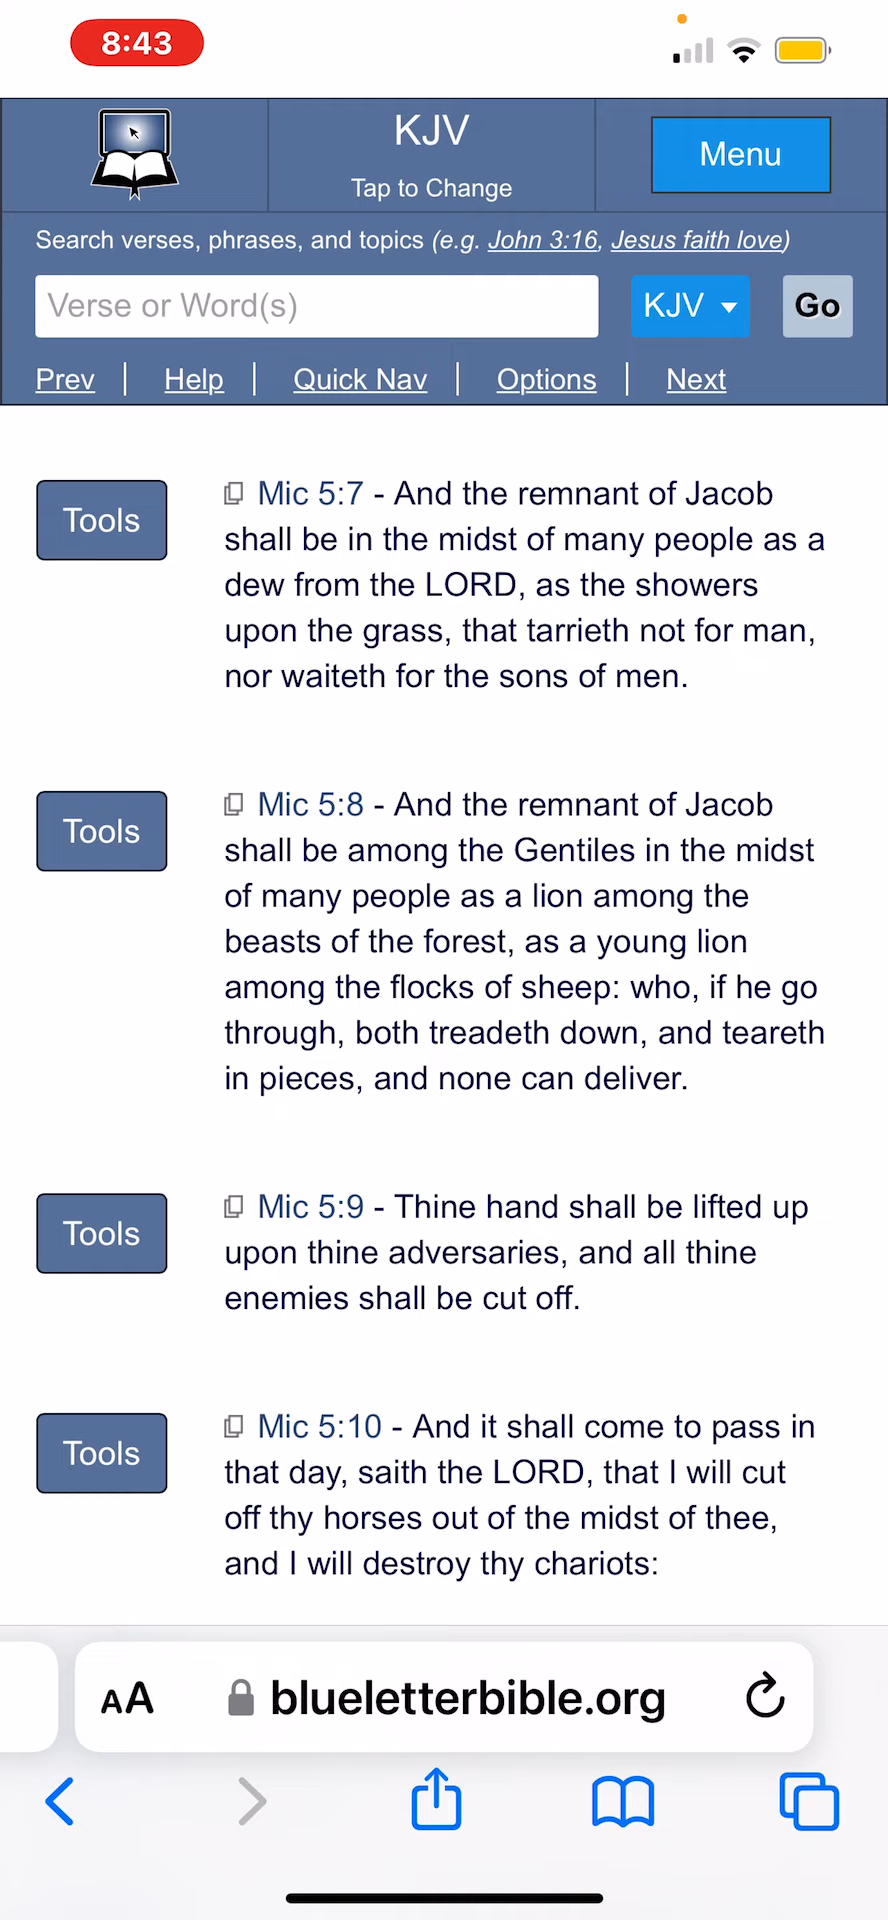 8:43
KJV
Tap to Change
Menu
Search verses, phrases, and topics (e.g. John 3:16, Jesus faith love)
Verse or Word(s)
KJV
Go
Prev | Help | Quick Nav | Options | Next
Tools
Mic 5:7 - And the remnant of Jacob
shall be in the midst of many people as a
dew from the LORD, as the showers
upon the grass, that tarrieth not for man,
nor waiteth for the sons of men.
Tools
Mic 5:8 - And the remnant of Jacob
shall be among the Gentiles in the midst
of many people as a lion among the
beasts of the forest, as a young lion
among the flocks of sheep: who, if he go
through, both treadeth down, and teareth
in pieces, and none can deliver.
Tools
Mic 5:9 - Thine hand shall be lifted up
upon thine adversaries, and all thine
enemies shall be cut off.
Tools
Mic 5:10 - And it shall come to pass in
that day, saith the LORD, that I will cut
off thy horses out of the midst of thee,
and I will destroy thy chariots:
AA
blueletterbible.org